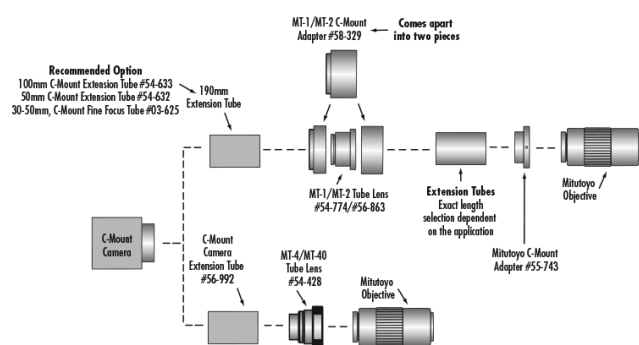 MT-1/MT-2 C-Mount
Adapter #58-329
Comes apart
into two pieces
Recommended Option
100mm C-Mount Extension Tube #54-633
50mm C-Mount Extension Tube #54-632
30-50mm, C-Mount Fine Focus Tube #03-625
190mm
Extension Tube
MT-1/MT-2 Tube Lens
#54-774/#56-863
Extension Tubes
Exact length
selection dependent
on the application
Mitutoyo
Objective
Mitutoyo C-Mount
Adapter #55-743
C-Mount
Camera
C-Mount
Camera
Extension Tube
#56-992
MT-4/MT-40
Tube Lens
#54-428
Mitutoyo
Objective